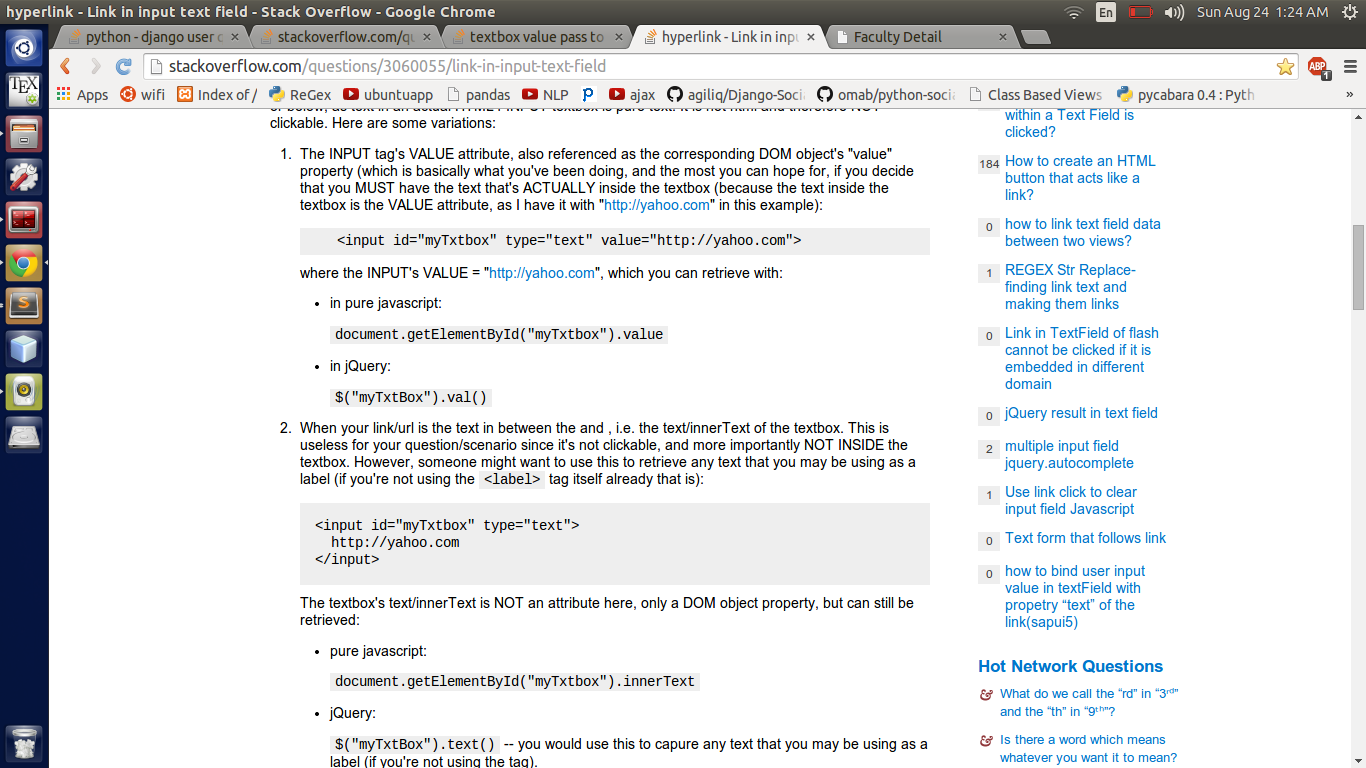 hyperlink - Link in input text field - Stack Overflow - Google Chrome
En
Sun Aug 24 1:24 AM
python - django user
stackoverflow.com/qu
textbox value pass to
hyperlink - Link in inpu
Faculty Detail
stackoverflow.com/questions/3060055/link-in-input-text-field
ABP
1
Apps
wifi
Index of /
ReGex
ubuntuapp
pandas
NLP
ajax
agiliq/Django-Soci
omab/python-socia
Class Based Views
pycabara 0.4 : Pyth
»
clickable. Here are some variations:
1. The INPUT tag's VALUE attribute, also referenced as the corresponding DOM object's "value"
property (which is basically what you've been doing, and the most you can hope for, if you decide
that you MUST have the text that's ACTUALLY inside the textbox (because the text inside the
textbox is the VALUE attribute, as I have it with "http://yahoo.com" in this example):
<input id="myTxtbox" type="text" value="http://yahoo.com">
where the INPUT's VALUE = "http://yahoo.com", which you can retrieve with:
• in pure javascript:
document.getElementById("myTxtbox").value
• in jQuery:
$("myTxtBox").val()
2. When your link/url is the text in between the and , i.e. the text/innerText of the textbox. This is
useless for your question/scenario since it's not clickable, and more importantly NOT INSIDE the
textbox. However, someone might want to use this to retrieve any text that you may be using as a
label (if you're not using the <label> tag itself already that is):
<input id="myTxtbox" type="text">
http://yahoo.com
</input>
The textbox's text/innerText is NOT an attribute here, only a DOM object property, but can still be
retrieved:
• pure javascript:
document.getElementById("myTxtbox").innerText
• jQuery:
$("myTxtBox").text() -- you would use this to capure any text that you may be using as a
label (if you're not using the tag).
within a Text Field is
clicked?
184 How to create an HTML
button that acts like a
link?
0 how to link text field data
between two views?
1 REGEX Str Replace-
finding link text and
making them links
0 Link in TextField of flash
cannot be clicked if it is
embedded in different
domain
0 jQuery result in text field
2 multiple input field
jquery.autocomplete
1 Use link click to clear
input field Javascript
0 Text form that follows link
0 how to bind user input
value in textField with
propetry “text” of the
link(sapui5)
Hot Network Questions
What do we call the “rd” in “3ʳᵈ”
and the “th” in “9ᵗʰ”?
Is there a word which means
whatever you want it to mean?